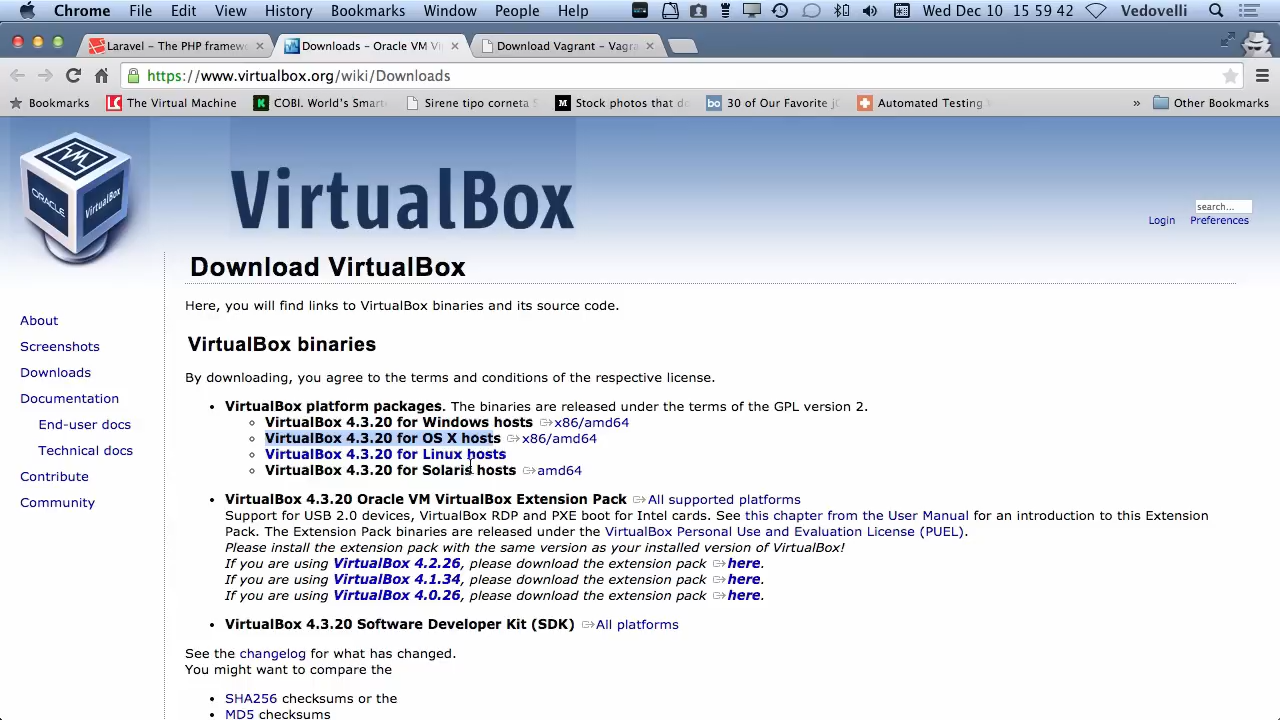 Chrome File Edit View History Bookmarks Window People Help Wed Dec 10 15 59 42 Vedovelli
Laravel – The PHP framew Downloads – Oracle VM Vi Download Vagrant – Vagra
https://www.virtualbox.org/wiki/Downloads
Bookmarks The Virtual Machine COBI. World's Smart Sirene tipo corneta Stock photos that d 30 of Our Favorite j Automated Testing » Other Bookmarks
ORACLE
VirtualBox
VirtualBox
search...
Login Preferences
Download VirtualBox
Here, you will find links to VirtualBox binaries and its source code.
About
Screenshots
Downloads
Documentation
End-user docs
Technical docs
Contribute
Community
VirtualBox binaries
By downloading, you agree to the terms and conditions of the respective license.
• VirtualBox platform packages. The binaries are released under the terms of the GPL version 2.
VirtualBox 4.3.20 for Windows hosts x86/amd64
VirtualBox 4.3.20 for OS X hosts x86/amd64
VirtualBox 4.3.20 for Linux hosts
VirtualBox 4.3.20 for Solaris hosts amd64
• VirtualBox 4.3.20 Oracle VM VirtualBox Extension Pack All supported platforms
Support for USB 2.0 devices, VirtualBox RDP and PXE boot for Intel cards. See this chapter from the User Manual for an introduction to this Extension
Pack. The Extension Pack binaries are released under the VirtualBox Personal Use and Evaluation License (PUEL).
Please install the extension pack with the same version as your installed version of VirtualBox!
If you are using VirtualBox 4.2.26, please download the extension pack here.
If you are using VirtualBox 4.1.34, please download the extension pack here.
If you are using VirtualBox 4.0.26, please download the extension pack here.
• VirtualBox 4.3.20 Software Developer Kit (SDK) All platforms
See the changelog for what has changed.
You might want to compare the
• SHA256 checksums or the
• MD5 checksums